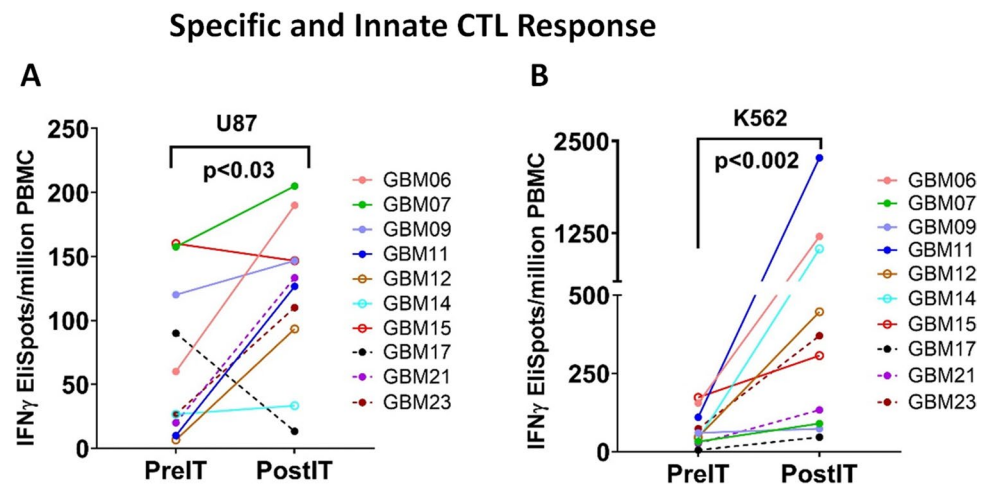 Specific and Innate CTL Response
A
U87
p<0.03
IFNγ EliSpots/million PBMC
250
200
150
100
50
0
PreIT
PostIT
GBM06
GBM07
GBM09
GBM11
GBM12
GBM14
GBM15
GBM17
GBM21
GBM23
B
K562
p<0.002
IFNγ EliSpots/million PBMC
2500
1250
500
250
0
PreIT
PostIT
GBM06
GBM07
GBM09
GBM11
GBM12
GBM14
GBM15
GBM17
GBM21
GBM23